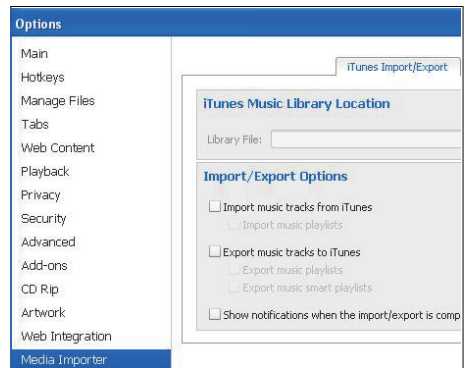 Options
Main
Hotkeys
Manage Files
Tabs
Web Content
Playback
Privacy
Security
Advanced
Add-ons
CD Rip
Artwork
Web Integration
Media Importer
iTunes Import/Export
iTunes Music Library Location
Library File:
Import/Export Options
Import music tracks from iTunes
Import music playlists
Export music tracks to iTunes
Export music playlists
Export music smart playlists
Show notifications when the import/export is comp